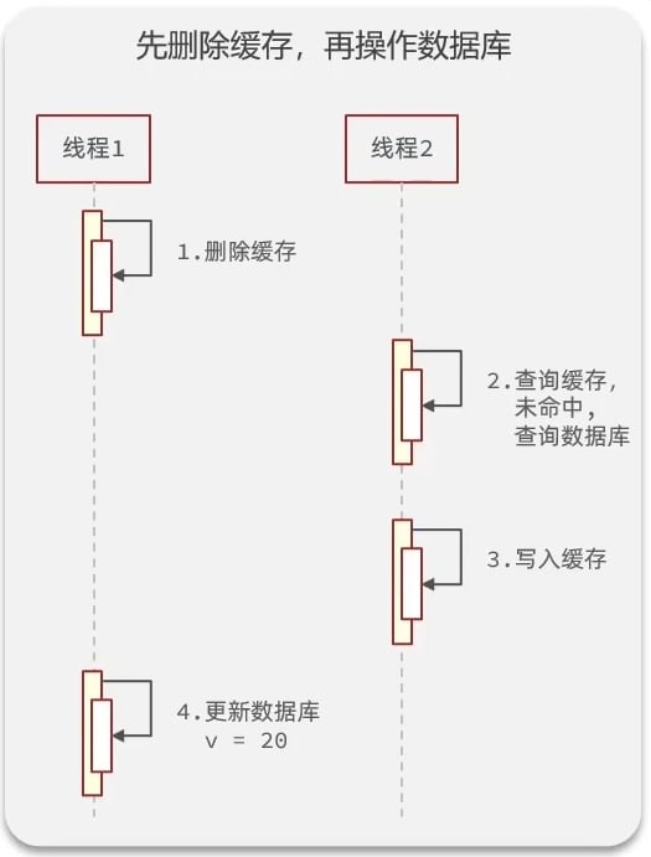 先删除缓存，再操作数据库
线程1
线程2
1.删除缓存
2.查询缓存，
未命中，
查询数据库
3.写入缓存
4.更新数据库
v = 20